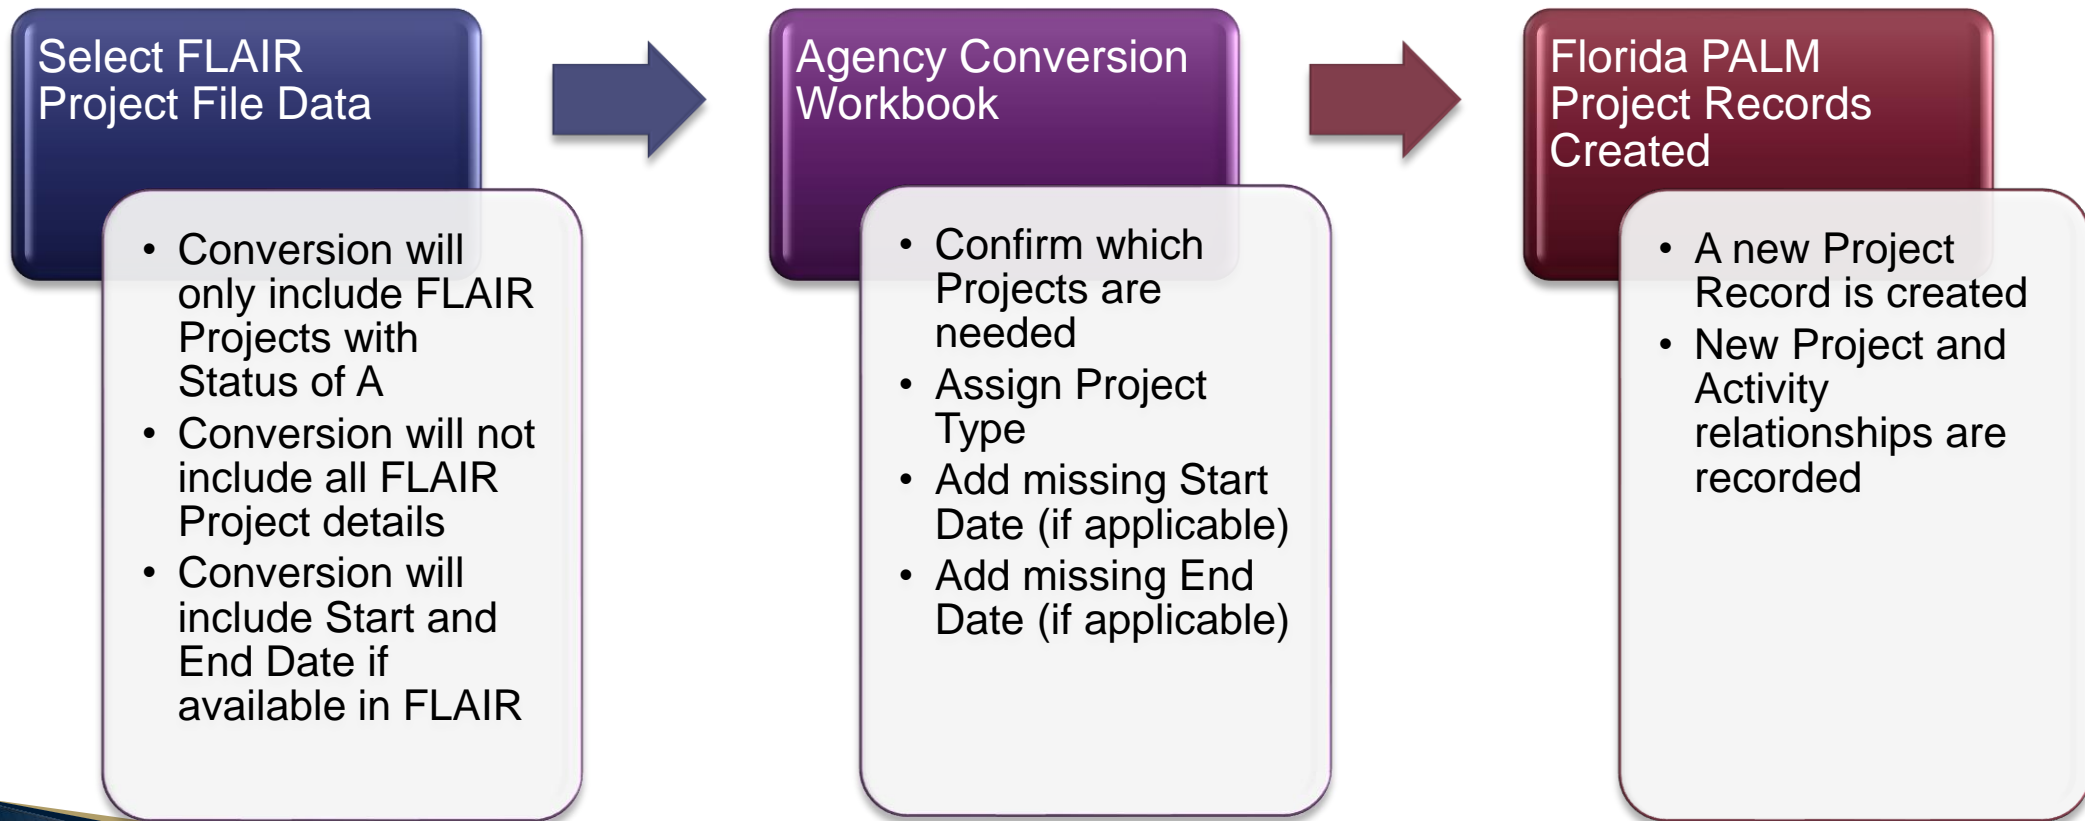 Select FLAIR
Project File Data
• Conversion will
only include FLAIR
Projects with
Status of A
• Conversion will not
include all FLAIR
Project details
• Conversion will
include Start and
End Date if
available in FLAIR
Agency Conversion
Workbook
• Confirm which
Projects are
needed
• Assign Project
Type
• Add missing Start
Date (if applicable)
• Add missing End
Date (if applicable)
Florida PALM
Project Records
Created
• A new Project
Record is created
• New Project and
Activity
relationships are
recorded